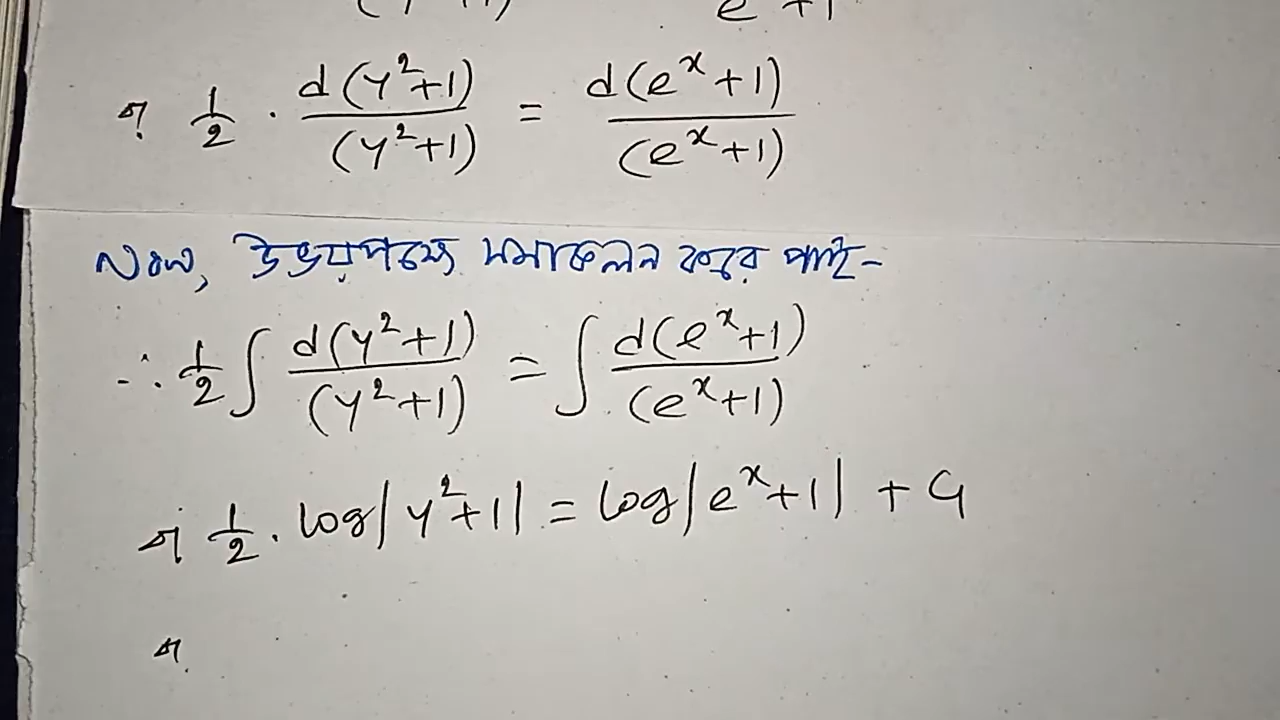 e +1
বা, 1/2 · d(y²+1)/(y²+1) = d(eˣ+1)/(eˣ+1)
উভয়পক্ষে সমাকলন করে পাই-
∴ 1/2 ∫ d(y²+1)/(y²+1) = ∫ d(eˣ+1)/(eˣ+1)
বা, 1/2 · log|y²+1| = log|eˣ+1| + C₁
বা,